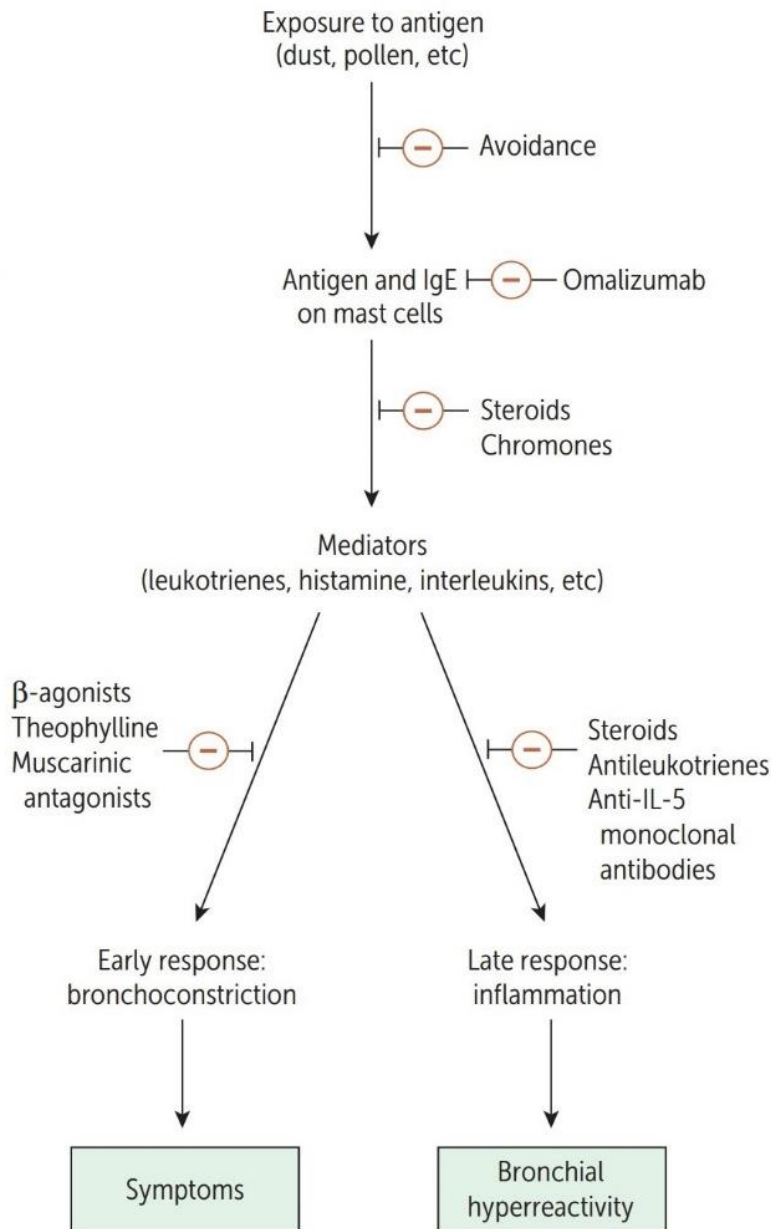 Exposure to antigen
(dust, pollen, etc)
Avoidance
Antigen and IgE
on mast cells
Omalizumab
Steroids
Chromones
Mediators
(leukotrienes, histamine, interleukins, etc)
β-agonists
Theophylline
Muscarinic
antagonists
Steroids
Antileukotrienes
Anti-IL-5
monoclonal
antibodies
Early response:
bronchoconstriction
Late response:
inflammation
Symptoms
Bronchial
hyperreactivity